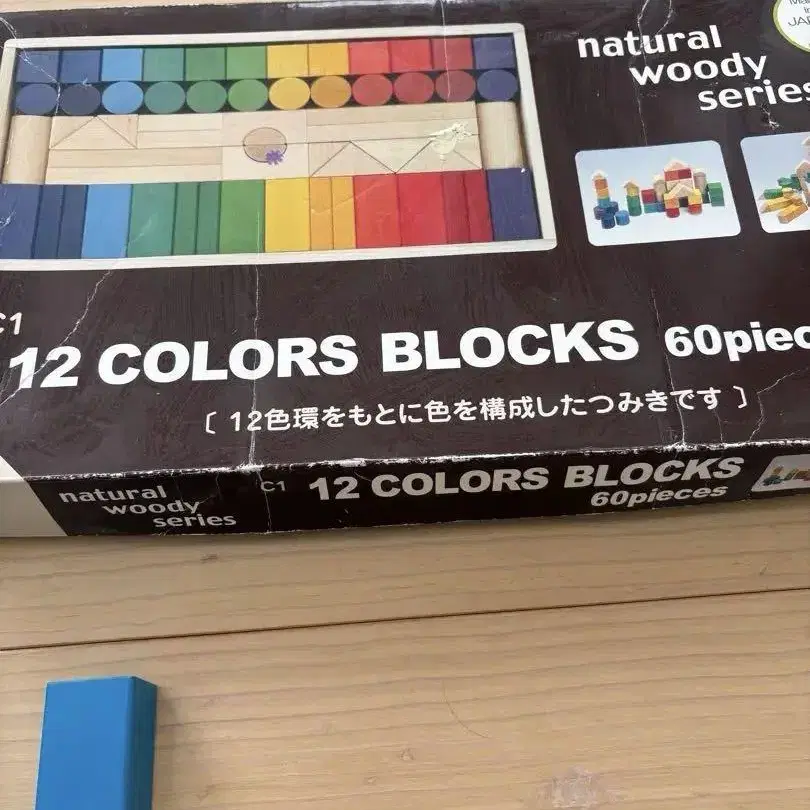 natural
woody
series
C1
12 COLORS BLOCKS 60piec
〔 12色環をもとに色を構成したつみきです 〕
natural
woody
series
C1 12 COLORS BLOCKS
60pieces